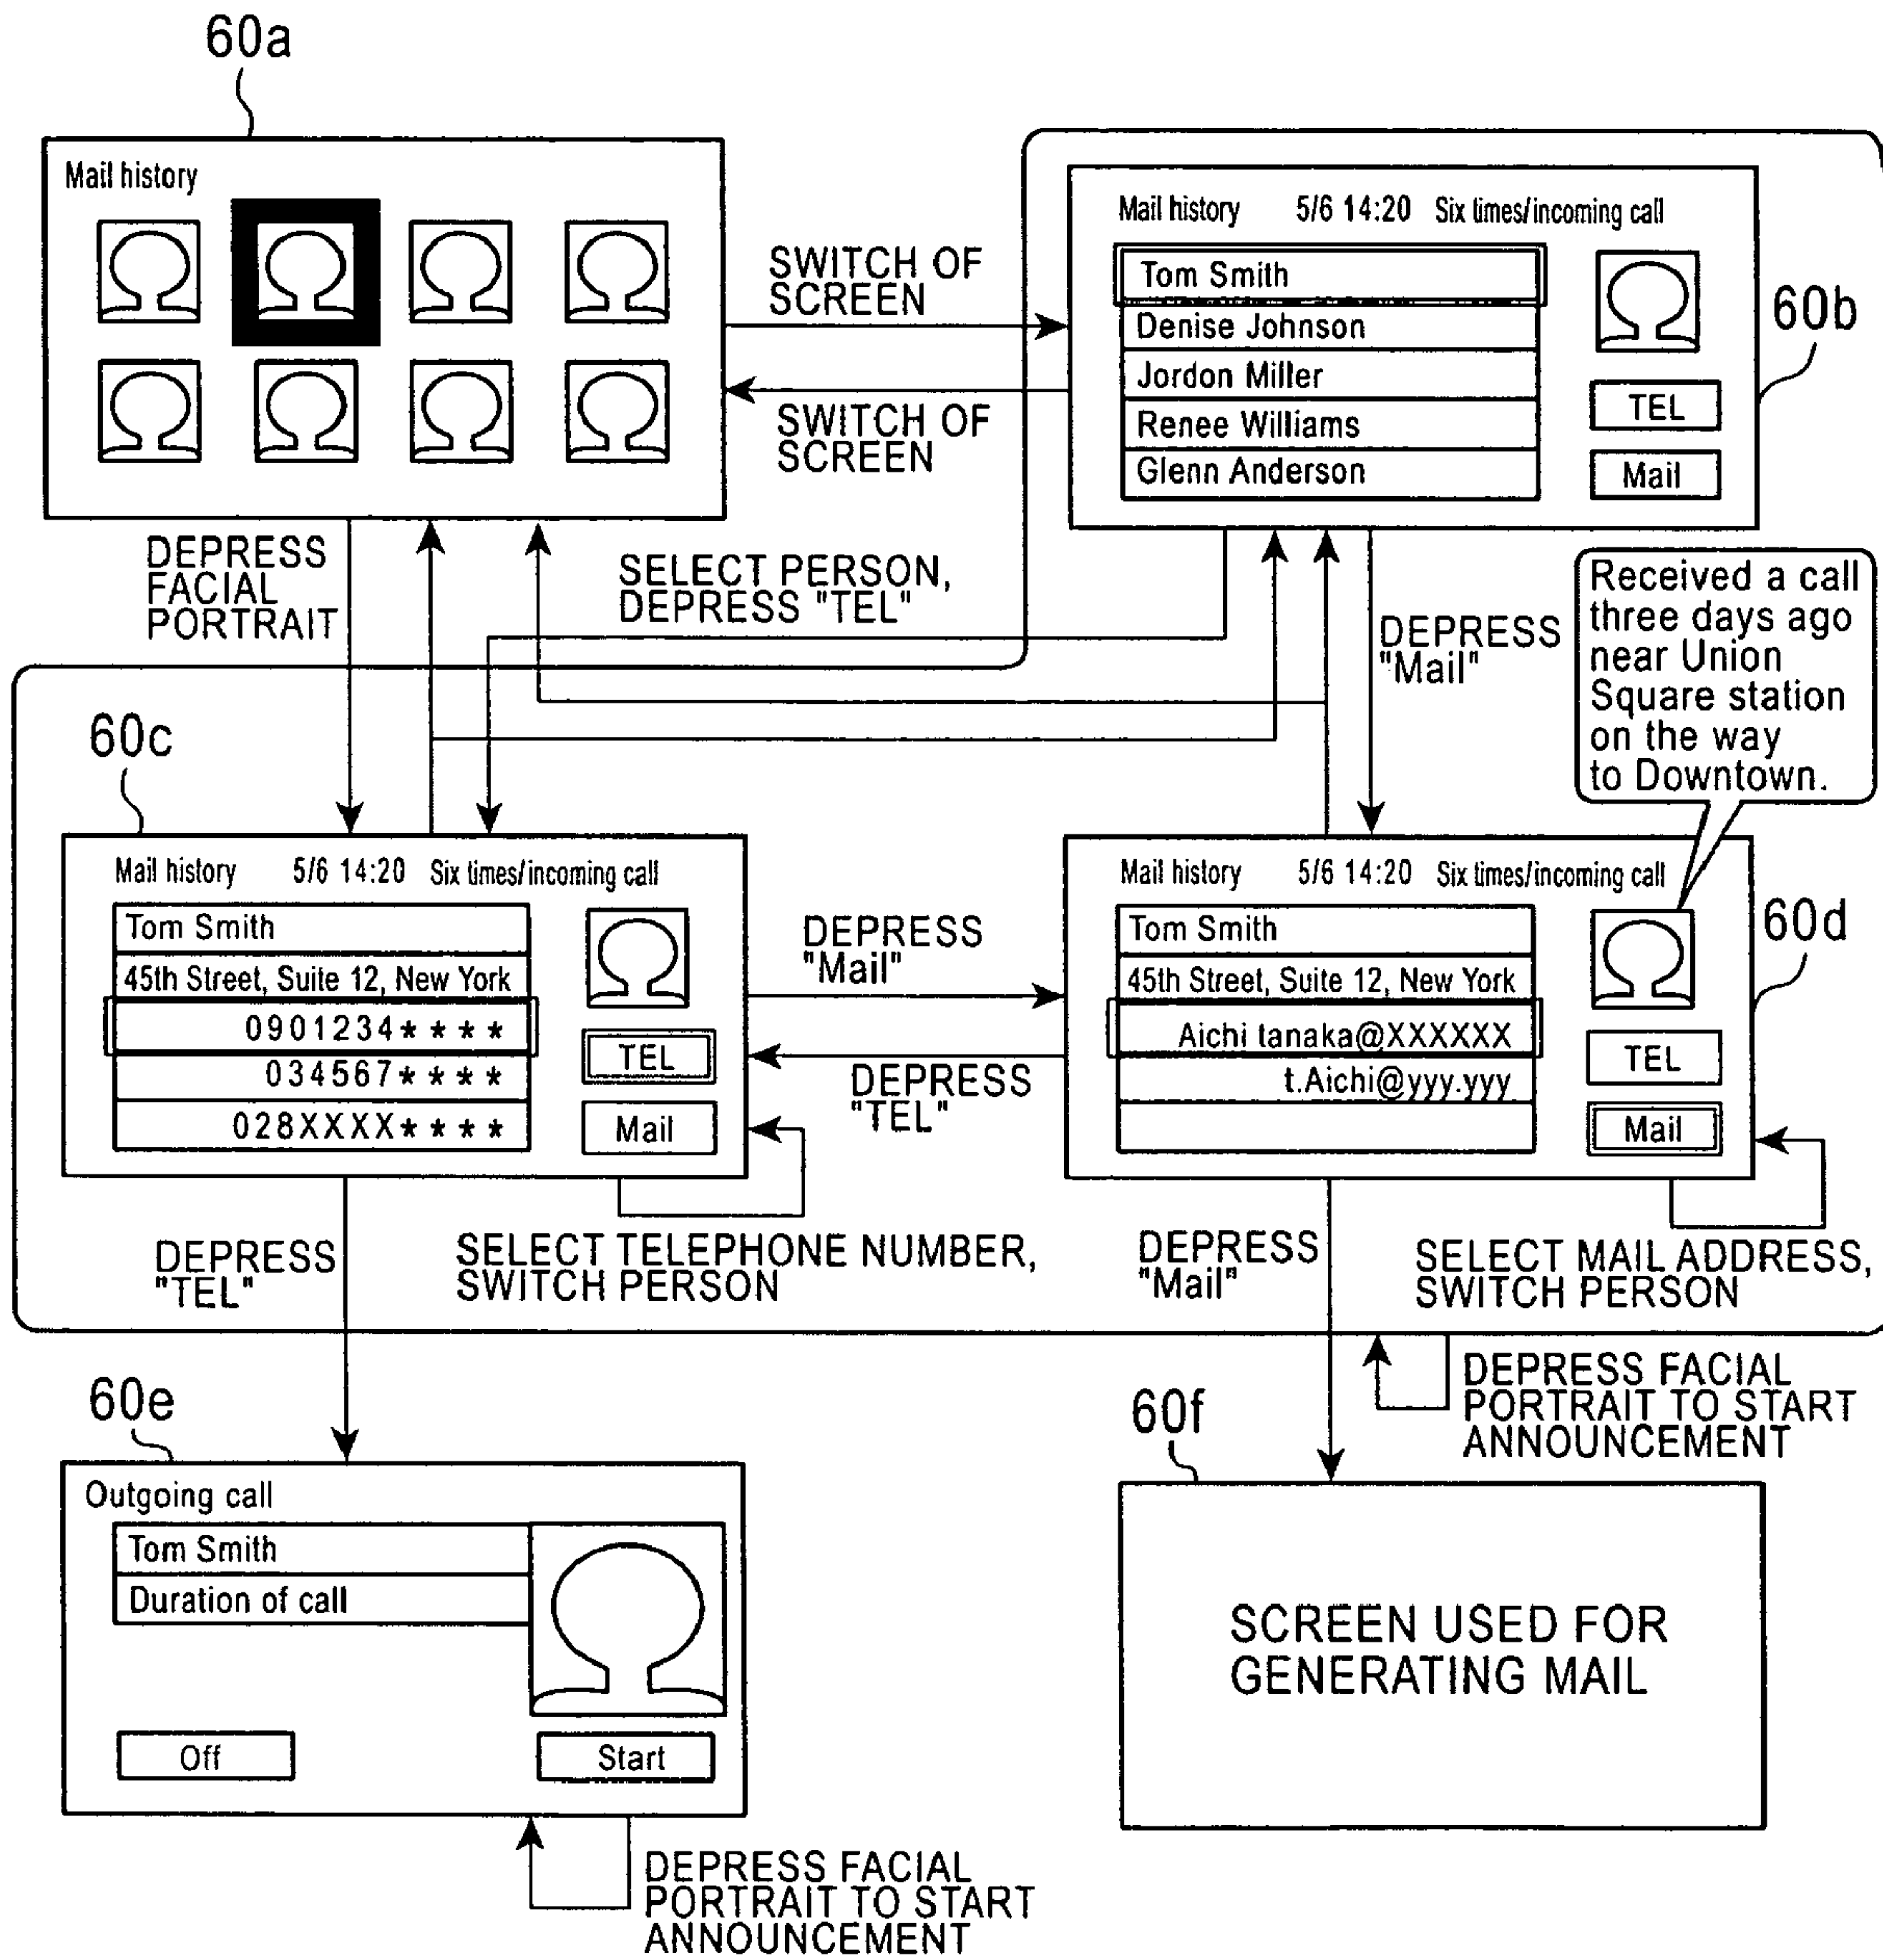 60a
Mail history
SWITCH OF
SCREEN
SWITCH OF
SCREEN
Mail history 5/6 14:20 Six times/incoming call
Tom Smith
Denise Johnson
Jordon Miller
Renee Williams
Glenn Anderson
TEL
Mail
60b
DEPRESS
FACIAL
PORTRAIT
SELECT PERSON,
DEPRESS "TEL"
DEPRESS
"Mail"
Received a call
three days ago
near Union
Square station
on the way
to Downtown.
60c
Mail history 5/6 14:20 Six times/incoming call
Tom Smith
45th Street, Suite 12, New York
0901234****
034567****
028XXXX****
TEL
Mail
DEPRESS
"Mail"
DEPRESS
"TEL"
Mail history 5/6 14:20 Six times/incoming call
Tom Smith
45th Street, Suite 12, New York
Aichi tanaka@XXXXXX
t.Aichi@yyy.yyy
TEL
Mail
60d
DEPRESS
"TEL"
SELECT TELEPHONE NUMBER,
SWITCH PERSON
DEPRESS
"Mail"
SELECT MAIL ADDRESS,
SWITCH PERSON
DEPRESS FACIAL
PORTRAIT TO START
ANNOUNCEMENT
60e
Outgoing call
Tom Smith
Duration of call
Off
Start
DEPRESS FACIAL
PORTRAIT TO START
ANNOUNCEMENT
60f
SCREEN USED FOR
GENERATING MAIL